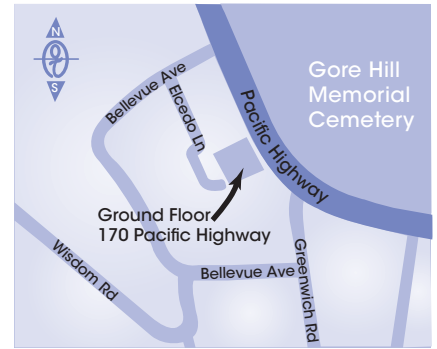 N
S
Bellevue Ave
Elcedo Ln
Pacific Highway
Gore Hill
Memorial
Cemetery
Ground Floor
170 Pacific Highway
Wisdom Rd
Bellevue Ave
Greenwich Rd